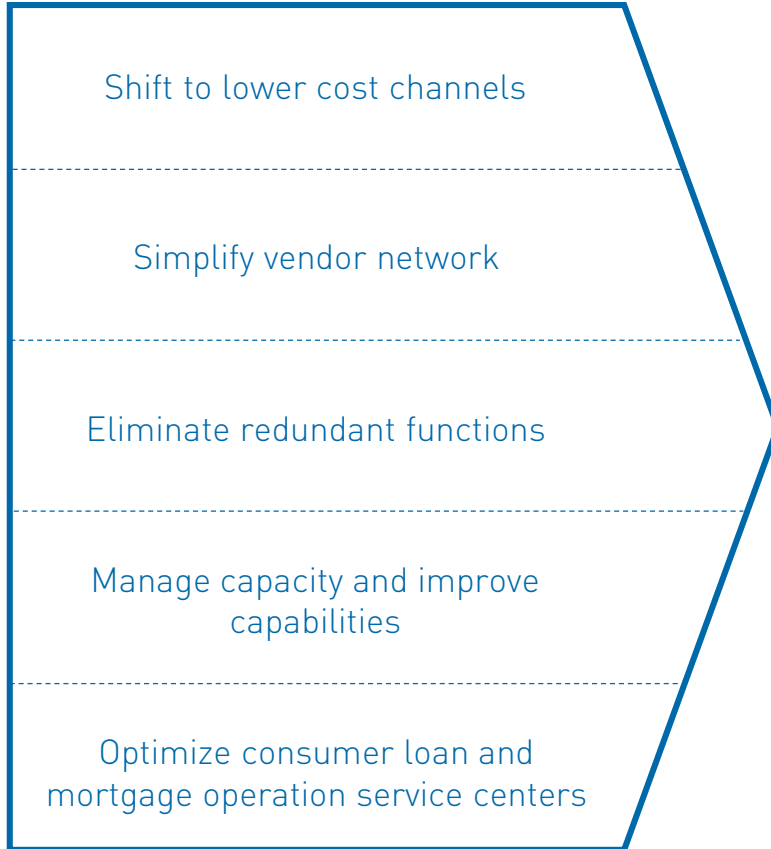 Shift to lower cost channels
Simplify vendor network
Eliminate redundant functions
Manage capacity and improve
capabilities
Optimize consumer loan and
mortgage operation service centers